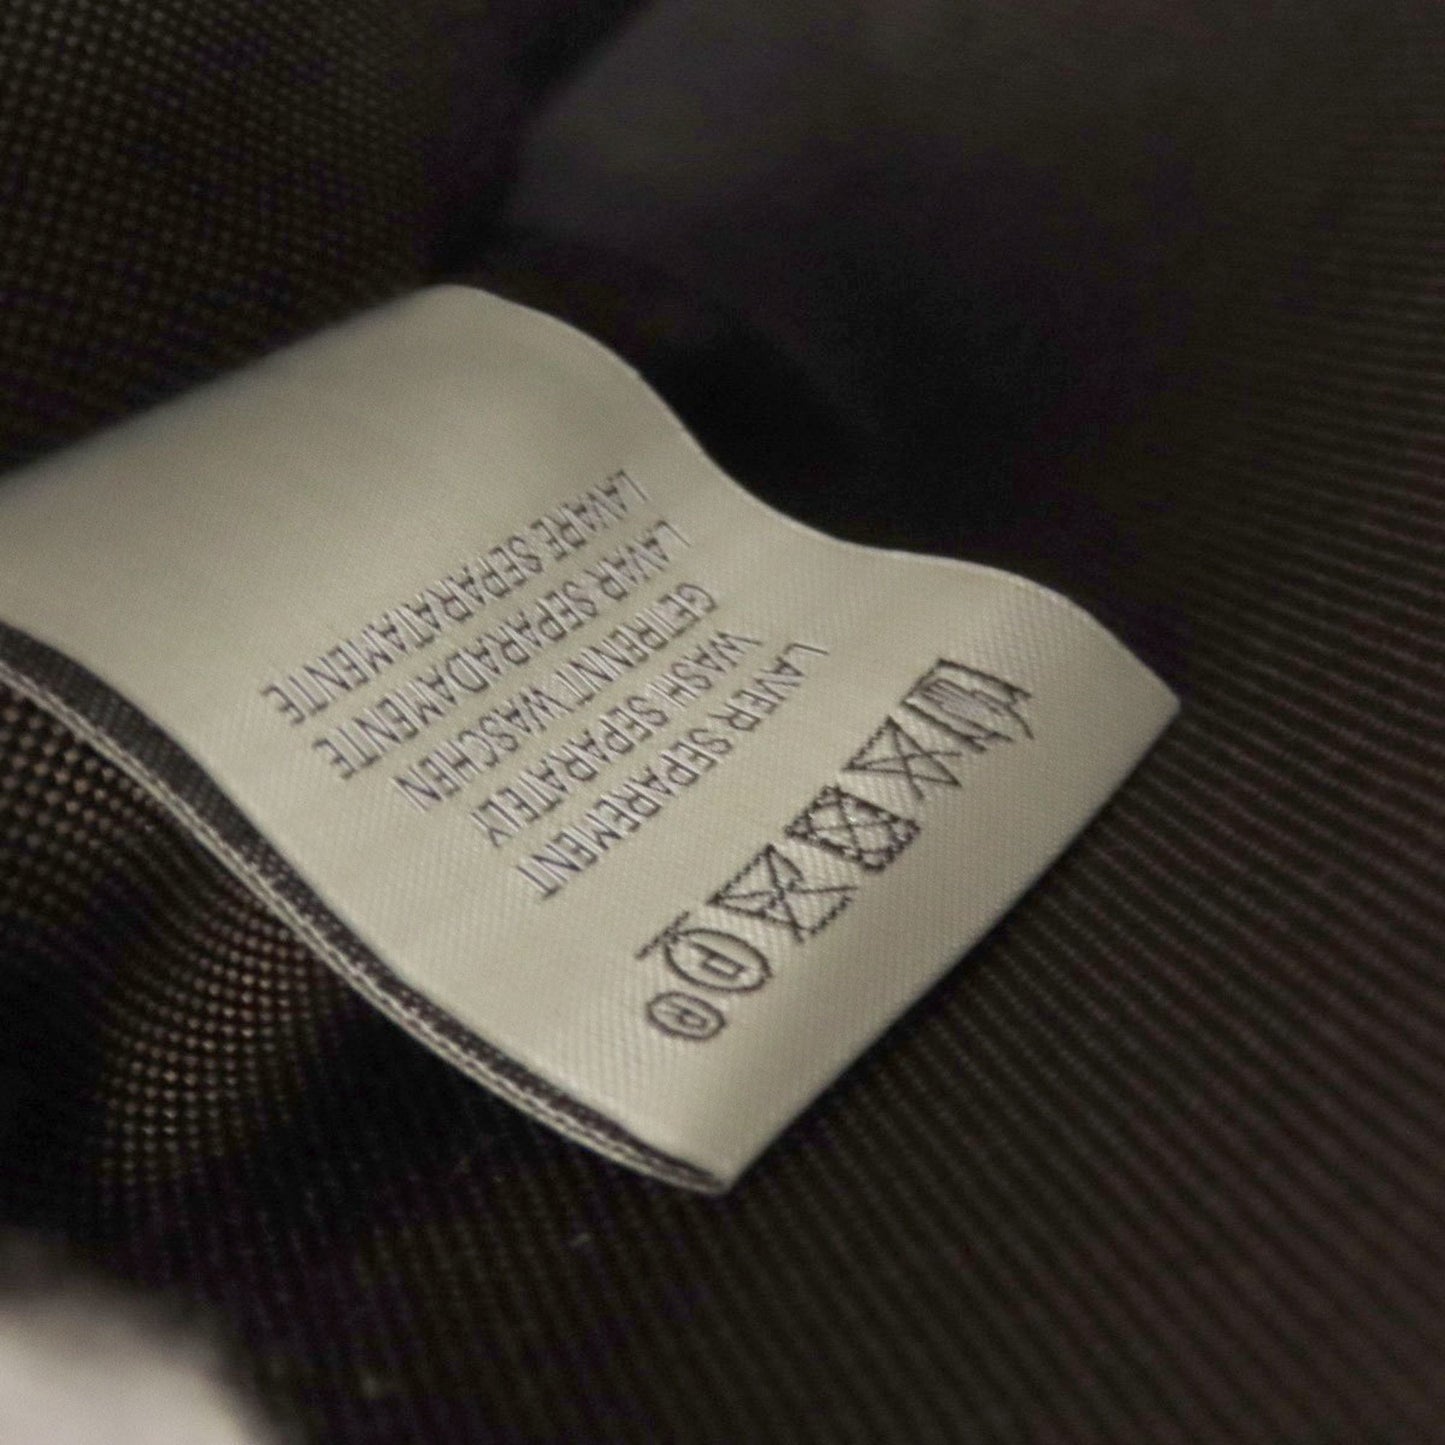 P ®
LAVER SEPAREMENT
WASH SEPARATELY
GETRENNT WASCHEN
LAVAR SEPARADAMENTE
LAVARE SEPARATAMENTE